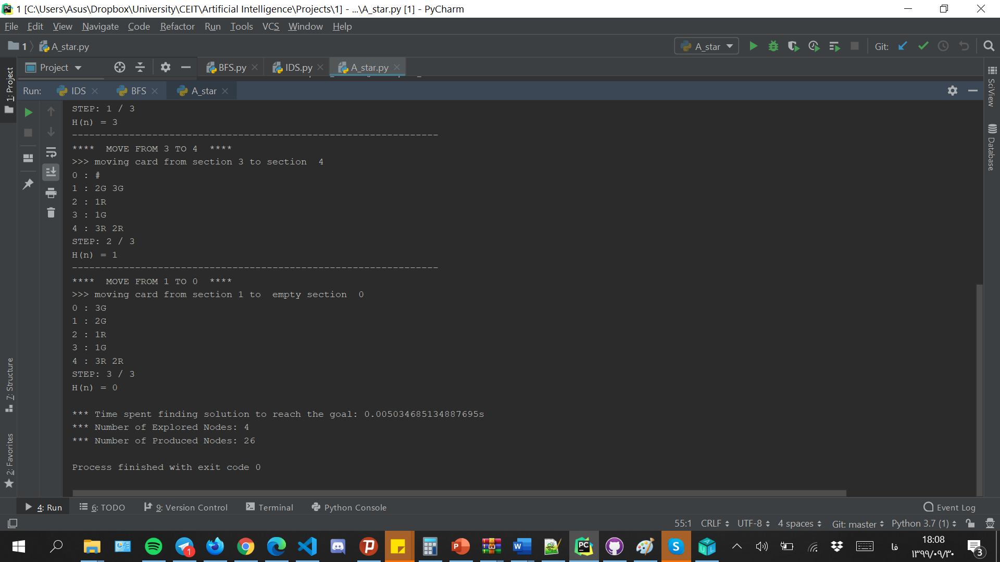 1 [C:\Users\Asus\Dropbox\University\CEIT\Artificial Intelligence\Projects\1] - ...\A_star.py [1] - PyCharm
File Edit View Navigate Code Refactor Run Tools VCS Window Help
1 A_star.py A_star Git:
Project BFS.py IDS.py A_star.py
Run: IDS BFS A_star
1: Project
7: Structure
2: Favorites
SciView
Database
STEP: 1 / 3
H(n) = 3
----------------------------------------------------------------
**** MOVE FROM 3 TO 4 ****
>>> moving card from section 3 to section 4
0 : #
1 : 2G 3G
2 : 1R
3 : 1G
4 : 3R 2R
STEP: 2 / 3
H(n) = 1
----------------------------------------------------------------
**** MOVE FROM 1 TO 0 ****
>>> moving card from section 1 to empty section 0
0 : 3G
1 : 2G
2 : 1R
3 : 1G
4 : 3R 2R
STEP: 3 / 3
H(n) = 0
*** Time spent finding solution to reach the goal: 0.005034685134887695s
*** Number of Explored Nodes: 4
*** Number of Produced Nodes: 26
Process finished with exit code 0
4: Run 6: TODO 9: Version Control Terminal Python Console Event Log
55:1 CRLF UTF-8 4 spaces Git: master Python 3.7 (1)
1 فا 18:08
۱۳۹۹/۰۹/۳۰ 3